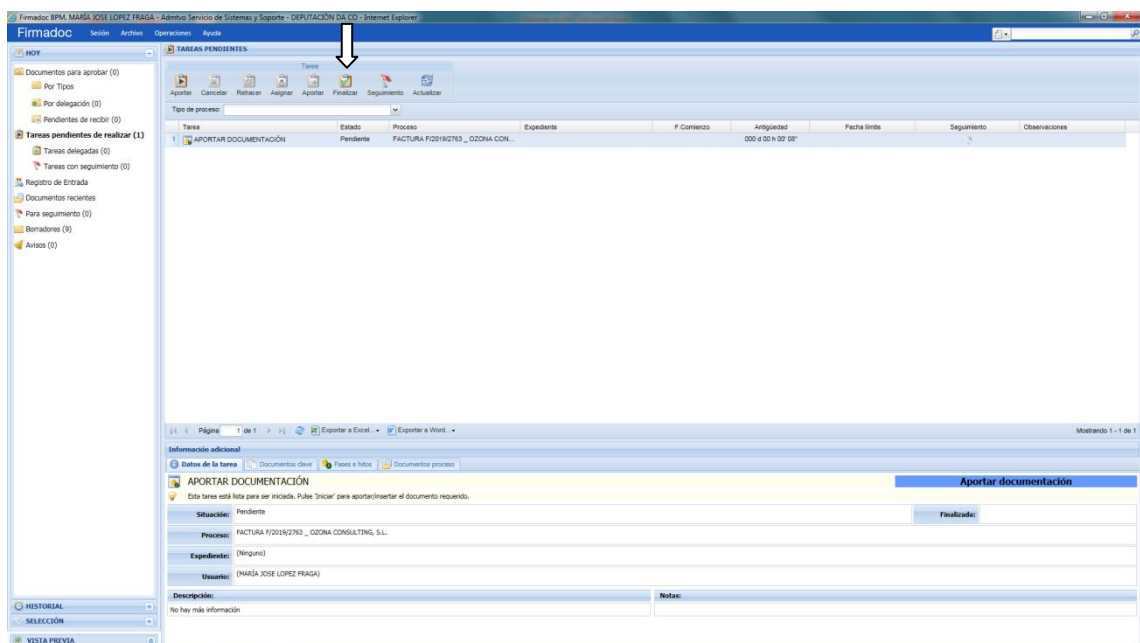 Firmadoc BPM. MARÍA JOSE LOPEZ FRAGA - Admtvo Servicio de Sistemas y Soporte - DEPUTACIÓN DA CO - Internet Explorer
Firmadoc Sesión Archivo Operaciones Ayuda
HOY
Documentos para aprobar (0)
Por Tipos
Por delegación (0)
Pendientes de recibir (0)
Tareas pendientes de realizar (1)
Tareas delegadas (0)
Tareas con seguimiento (0)
Registro de Entrada
Documentos recientes
Para seguimiento (0)
Borradores (9)
Avisos (0)
HISTORIAL
SELECCIÓN
VISTA PREVIA
TAREAS PENDIENTES
Tarea
Aportar Cancelar Rehacer Asignar Aportar Finalizar Seguimiento Actualizar
Tipo de proceso:
Tarea Estado Proceso Expediente F.Comienzo Antigüedad Fecha límite Seguimiento Observaciones
1 APORTAR DOCUMENTACIÓN Pendiente FACTURA F/2019/2763 _ OZONA CON... 000 d 00 h 00' 08"
Página 1 de 1 Exportar a Excel... Exportar a Word... Mostrando 1 - 1 de 1
Información adicional
Datos de la tarea Documentos clave Fases e hitos Documentos proceso
APORTAR DOCUMENTACIÓN Aportar documentación
Esta tarea está lista para ser iniciada. Pulse 'Iniciar' para aportar/insertar el documento requerido.
Situación: Pendiente Finalizada:
Proceso: FACTURA F/2019/2763 _ OZONA CONSULTING, S.L.
Expediente: (Ninguno)
Usuario: (MARÍA JOSE LOPEZ FRAGA)
Descripción: Notas:
No hay más información